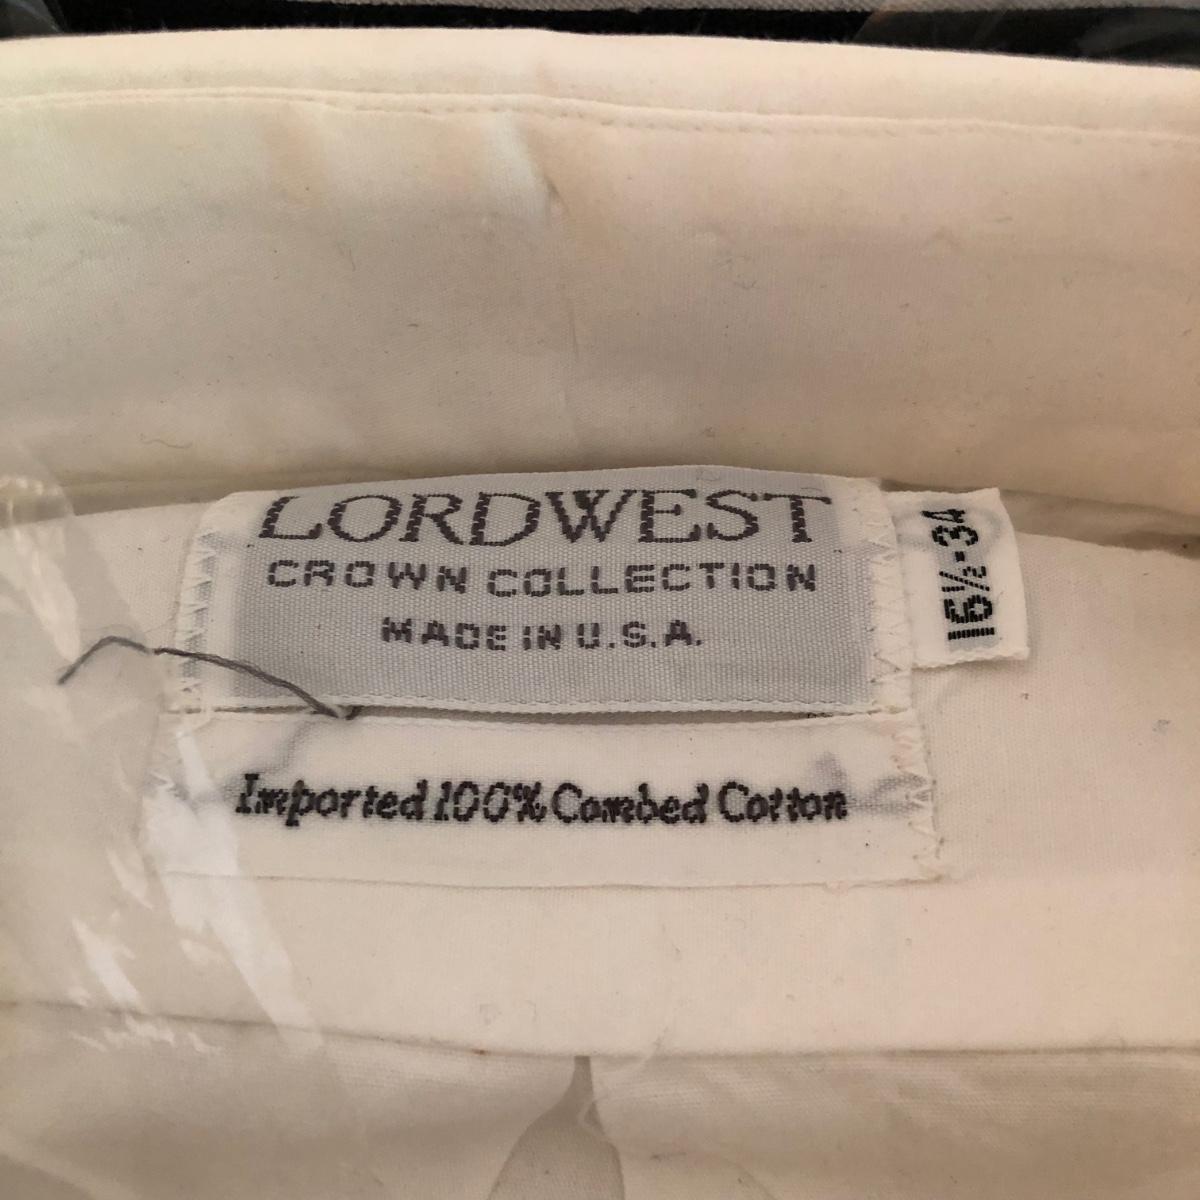 LORDWEST
CROWN COLLECTION
MADE IN U.S.A.
16½-34
Imported 100% Combed Cotton